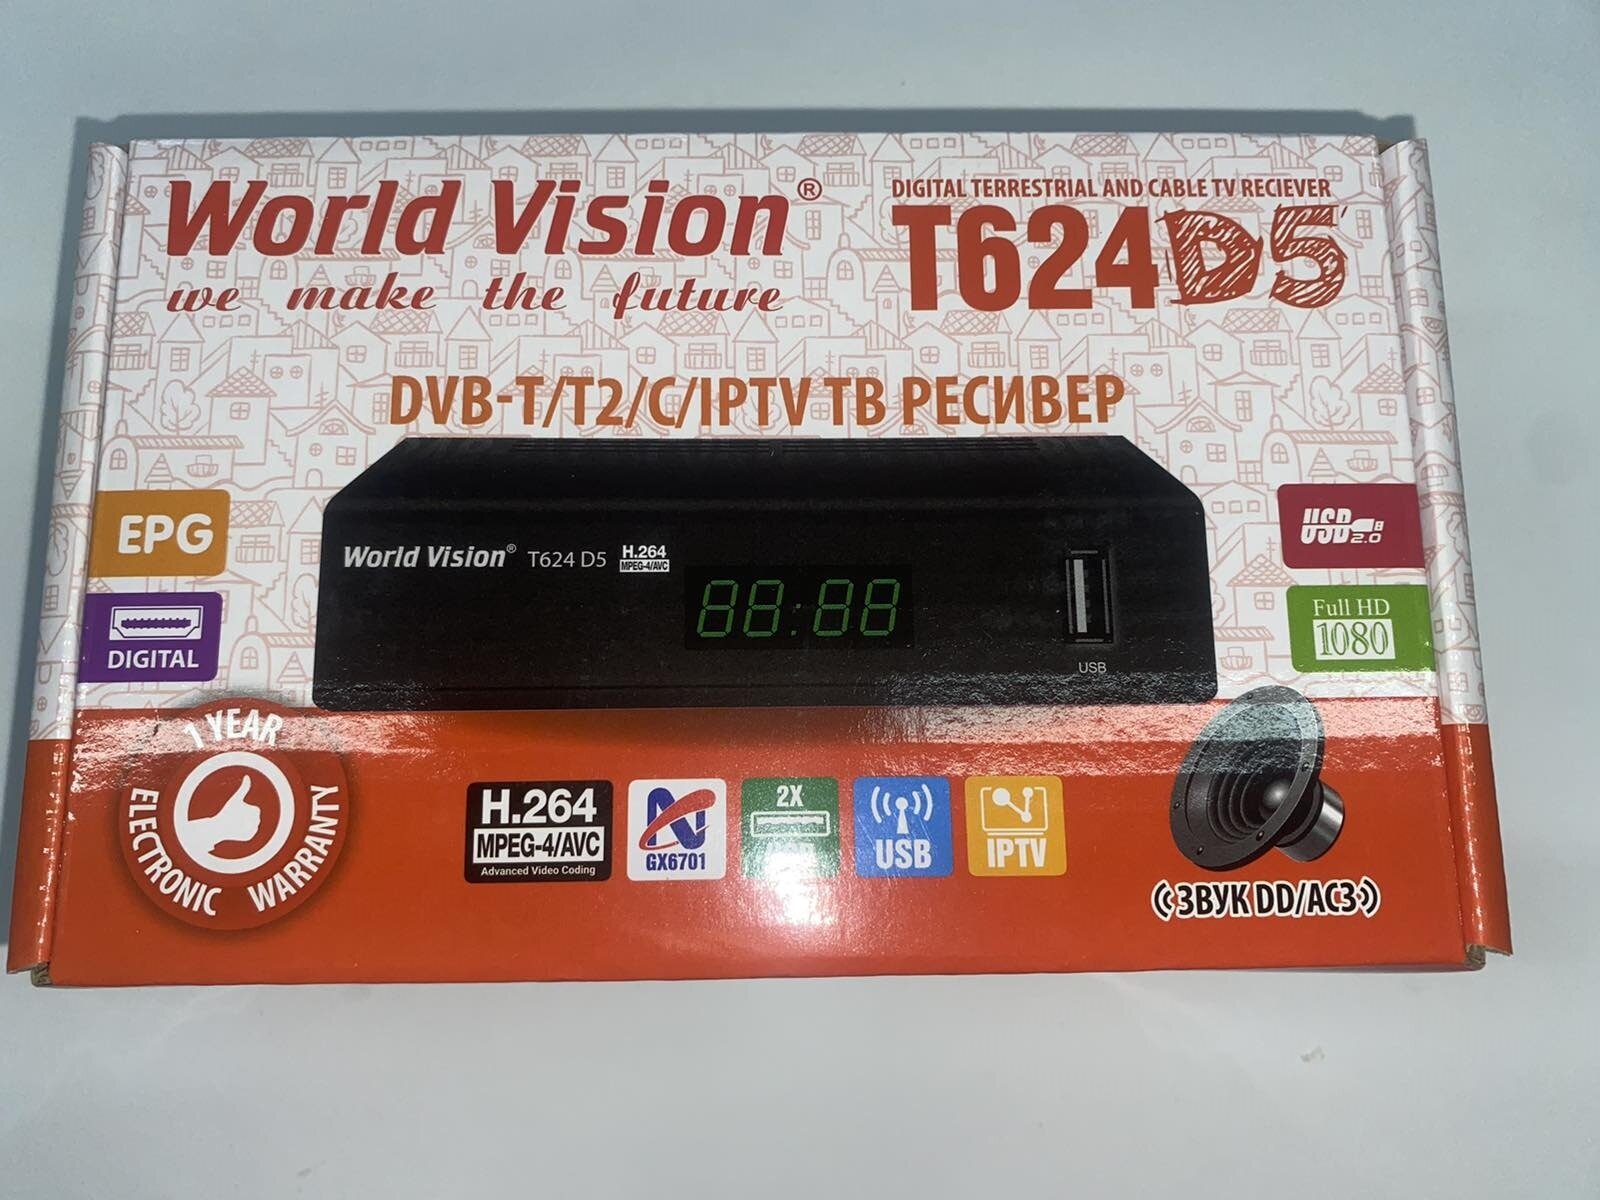 World Vision®
we make the future
DIGITAL TERRESTRIAL AND CABLE TV RECIEVER
T624D5
DVB-T/T2/C/IPTV ТВ РЕСИВЕР
EPG
DIGITAL
World Vision® T624 D5 H.264
MPEG-4/AVC
88:88
USB
USB 2.0
Full HD
1080
1 YEAR
ELECTRONIC WARRANTY
H.264
MPEG-4/AVC
Advanced Video Coding
GX6701
2X
USB
USB
IPTV
ЗВУК DD/AC3